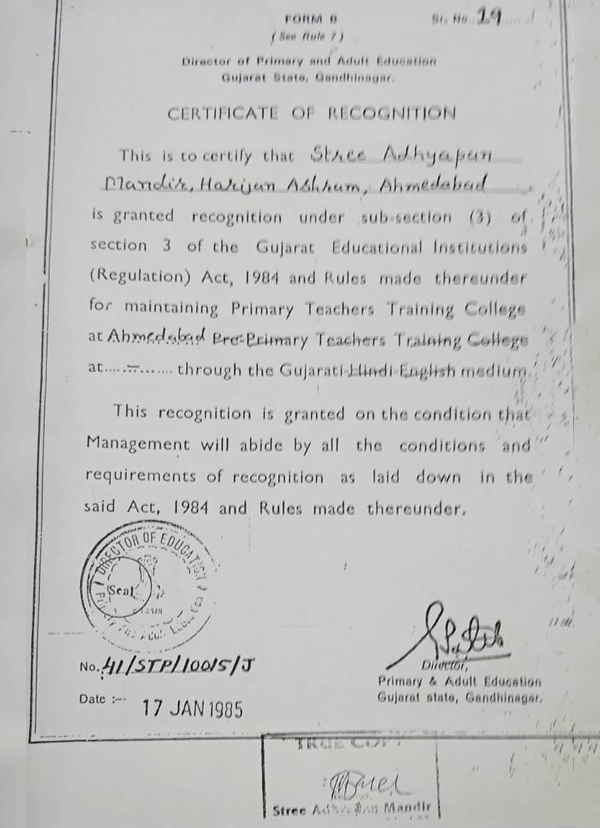 FORM B
Sr. No. 19
(See Rule 7)
Director of Primary and Adult Education
Gujarat State, Gandhinagar.
CERTIFICATE OF RECOGNITION
This is to certify that Stree Adhyapan
Mandir, Harijan Ashram, Ahmedabad
is granted recognition under sub-section (3) of
section 3 of the Gujarat Educational Institutions
(Regulation) Act, 1984 and Rules made thereunder
for maintaining Primary Teachers Training College
at Ahmedabad Pre-Primary Teachers Training College
at.....=...... through the Gujarati Hindi English medium.
This recognition is granted on the condition that
Management will abide by all the conditions and
requirements of recognition as laid down in the
said Act, 1984 and Rules made thereunder.
DIRECTOR OF EDUCATION
(Seal)
No. 41/STP/10015/J
Date :-- 17 JAN 1985
Director,
Primary & Adult Education
Gujarat state, Gandhinagar.
TRUE COPY
Stree Adhyapan Mandir